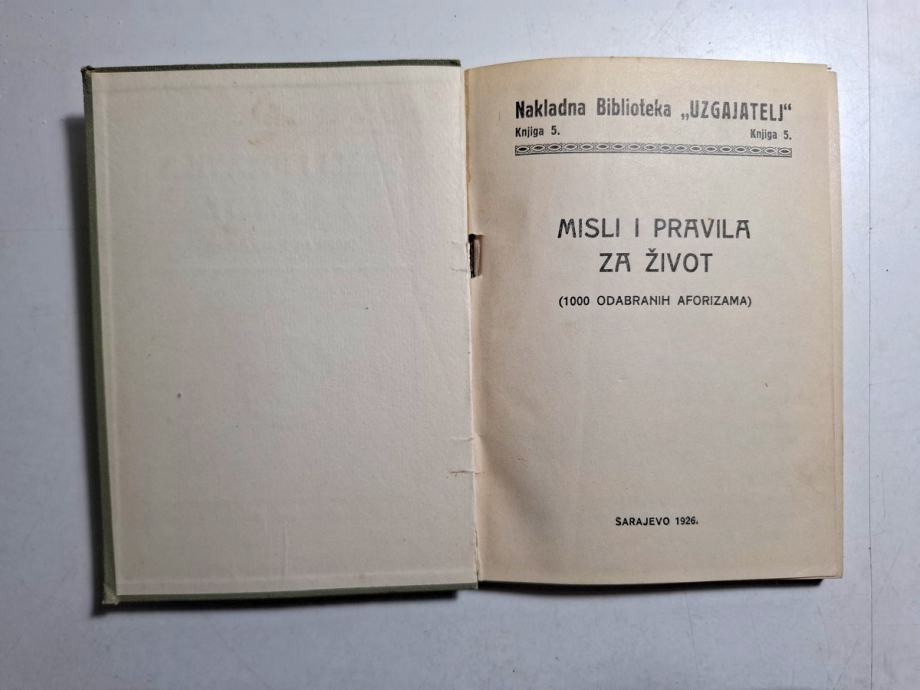 Nakladna Biblioteka „UZGAJATELJ“
Knjiga 5. Knjiga 5.
MISLI I PRAVILA
ZA ŽIVOT
(1000 ODABRANIH AFORIZAMA)
SARAJEVO 1926.